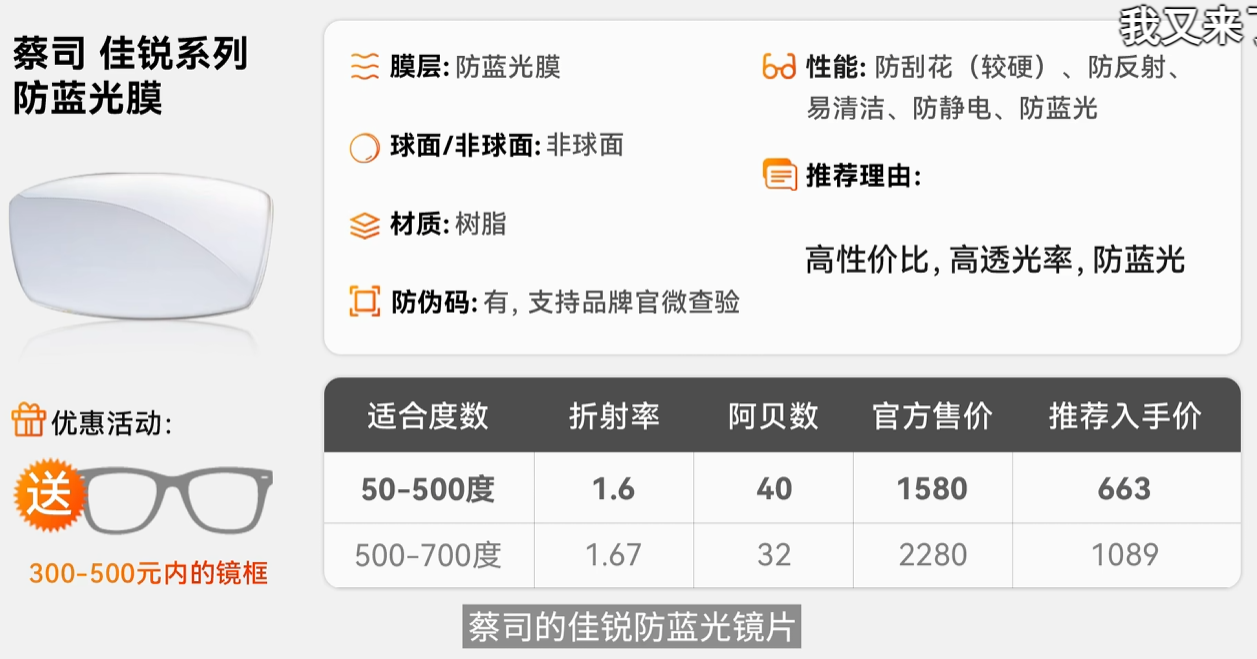 我又来
蔡司 佳锐系列
防蓝光膜
膜层: 防蓝光膜
球面/非球面: 非球面
材质: 树脂
防伪码: 有, 支持品牌官微查验
性能: 防刮花（较硬）、防反射、
易清洁、防静电、防蓝光
推荐理由:
高性价比, 高透光率, 防蓝光
优惠活动:
送
300-500元内的镜框
适合度数 折射率 阿贝数 官方售价 推荐入手价
50-500度 1.6 40 1580 663
500-700度 1.67 32 2280 1089
蔡司的佳锐防蓝光镜片